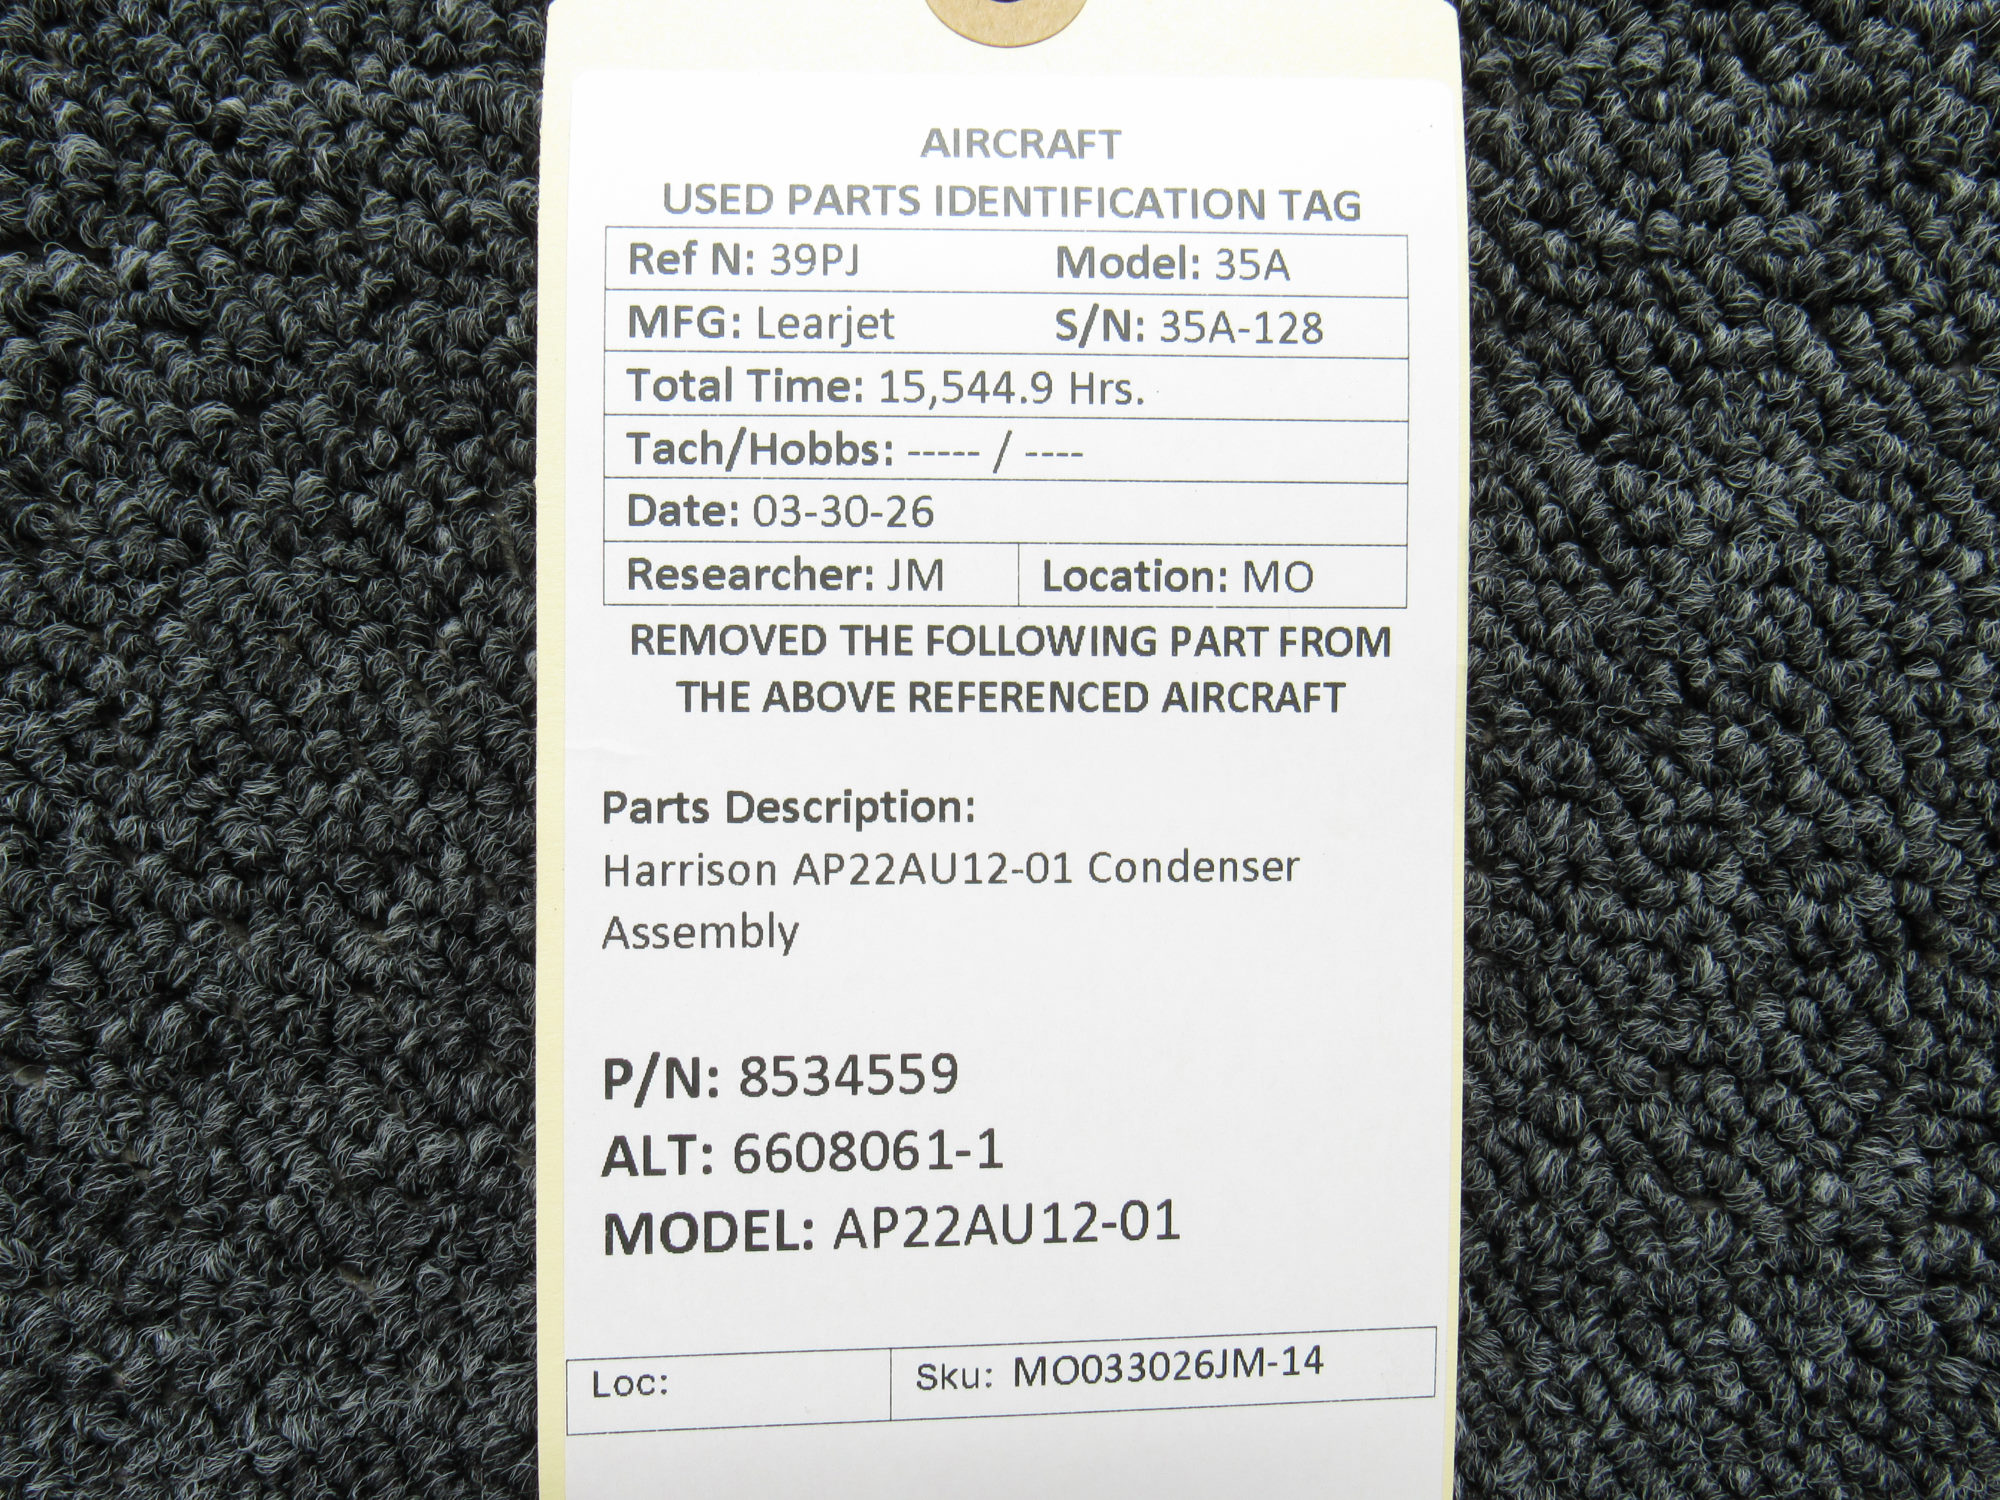 AIRCRAFT
USED PARTS IDENTIFICATION TAG
Ref N: 39PJ Model: 35A
MFG: Learjet S/N: 35A-128
Total Time: 15,544.9 Hrs.
Tach/Hobbs: ----- / ----
Date: 03-30-26
Researcher: JM Location: MO
REMOVED THE FOLLOWING PART FROM
THE ABOVE REFERENCED AIRCRAFT
Parts Description:
Harrison AP22AU12-01 Condenser
Assembly
P/N: 8534559
ALT: 6608061-1
MODEL: AP22AU12-01
Loc: Sku: MO033026JM-14